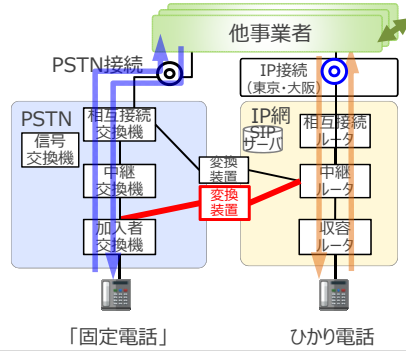 他事業者
PSTN接続
IP接続
(東京・大阪)
PSTN
相互接続
交換機
信号
交換機
中継
交換機
加入者
交換機
変換
装置
変換
装置
IP網
SIP
サーバ
相互接続
ルータ
中継
ルータ
収容
ルータ
「固定電話」
ひかり電話